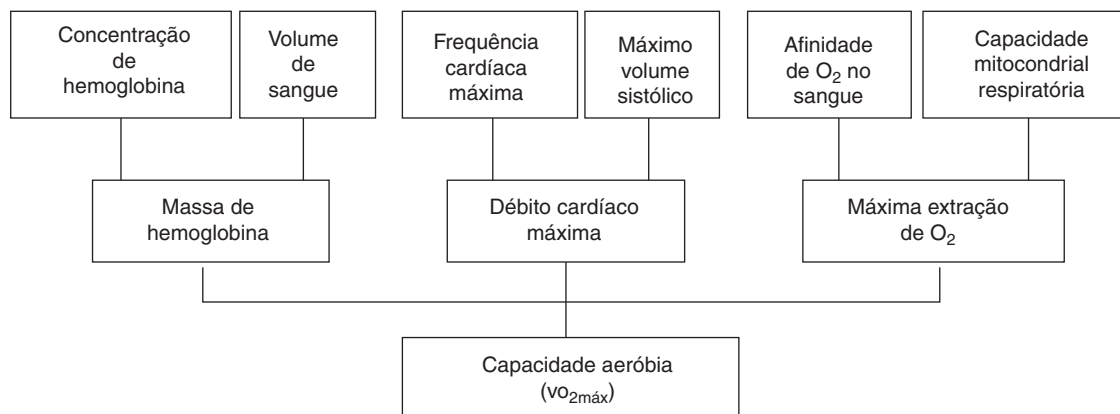 Concentração
de
hemoglobina
Volume
de
sangue
Frequência
cardíaca
máxima
Máximo
volume
sistólico
Afinidade
de O₂ no
sangue
Capacidade
mitocondrial
respiratória
Massa de
hemoglobina
Débito cardíaco
máxima
Máxima extração
de O₂
Capacidade aeróbia
(vo₂máx)